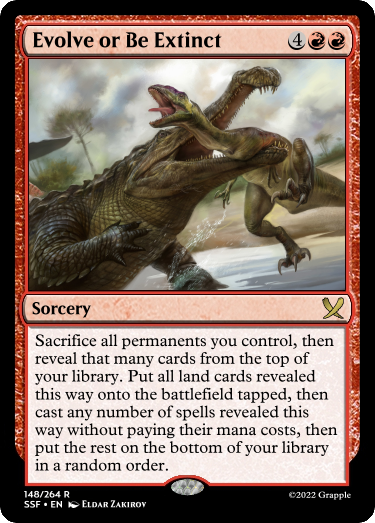 Evolve or Be Extinct 4
Sorcery
Sacrifice all permanents you control, then
reveal that many cards from the top of
your library. Put all land cards revealed
this way onto the battlefield tapped, then
cast any number of spells revealed this
way without paying their mana costs, then
put the rest on the bottom of your library
in a random order.
148/264 R
SSF • EN Eldar Zakirov
©2022 Grapple